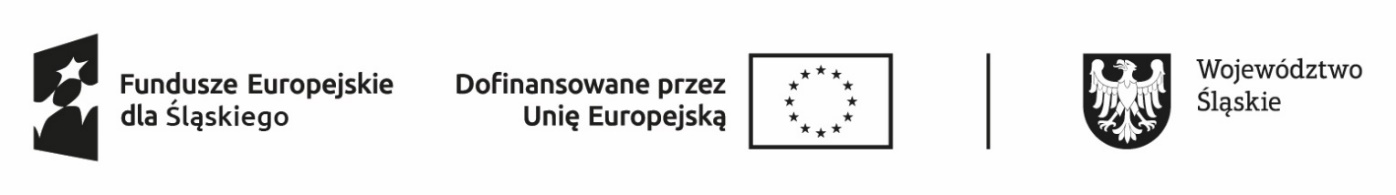 Fundusze Europejskie
dla Śląskiego
Dofinansowane przez
Unię Europejską
Województwo
Śląskie